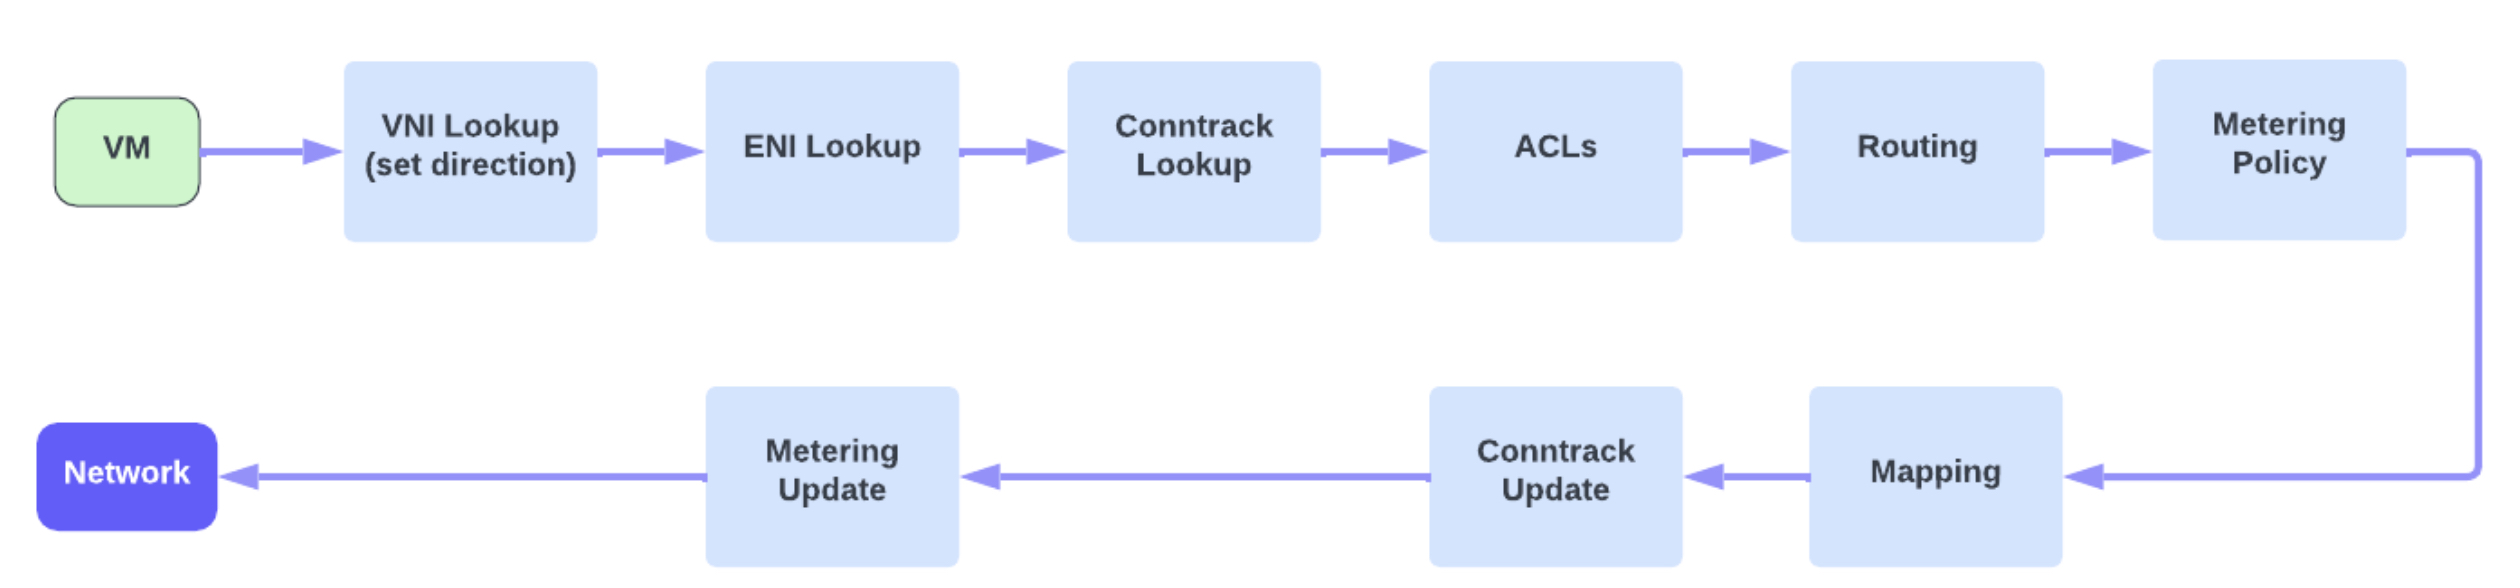 VM
VNI Lookup
(set direction)
ENI Lookup
Conntrack
Lookup
ACLs
Routing
Metering
Policy
Network
Metering
Update
Conntrack
Update
Mapping